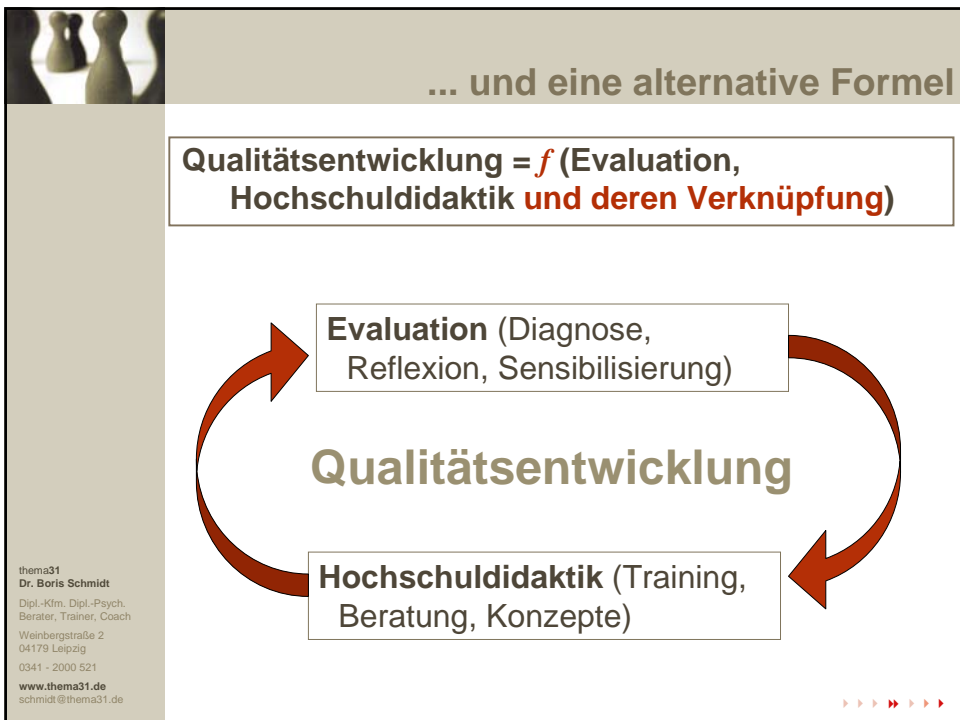 ... und eine alternative Formel
Qualitätsentwicklung = f (Evaluation,
Hochschuldidaktik und deren Verknüpfung)
Evaluation (Diagnose,
Reflexion, Sensibilisierung)
Qualitätsentwicklung
Hochschuldidaktik (Training,
Beratung, Konzepte)
thema31
Dr. Boris Schmidt
Dipl.-Kfm. Dipl.-Psych.
Berater, Trainer, Coach
Weinbergstraße 2
04179 Leipzig
0341 - 2000 521
www.thema31.de
schmidt@thema31.de